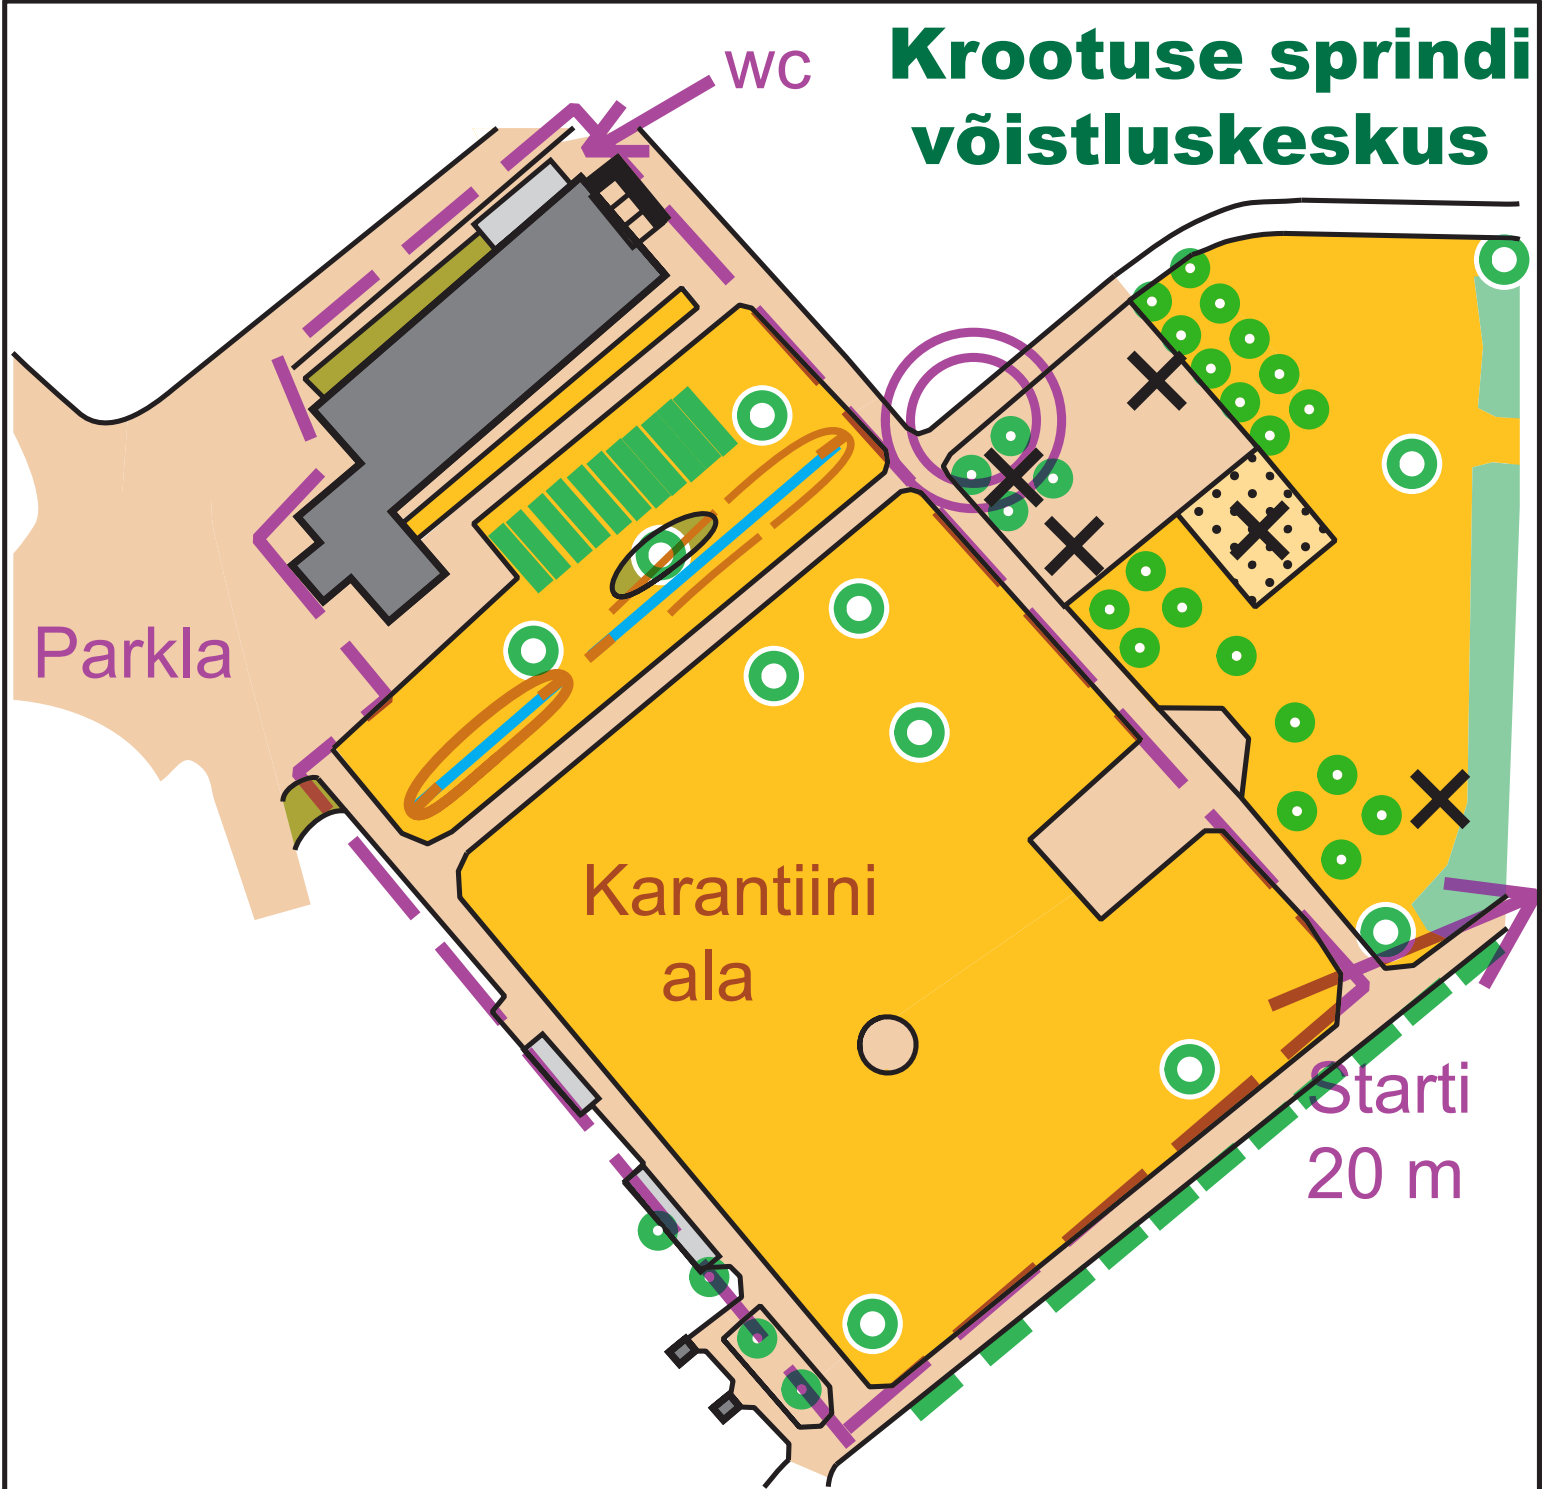 wc
Krootuse sprindi
võistluskeskus
Parkla
Karantiini
ala
Starti
20 m